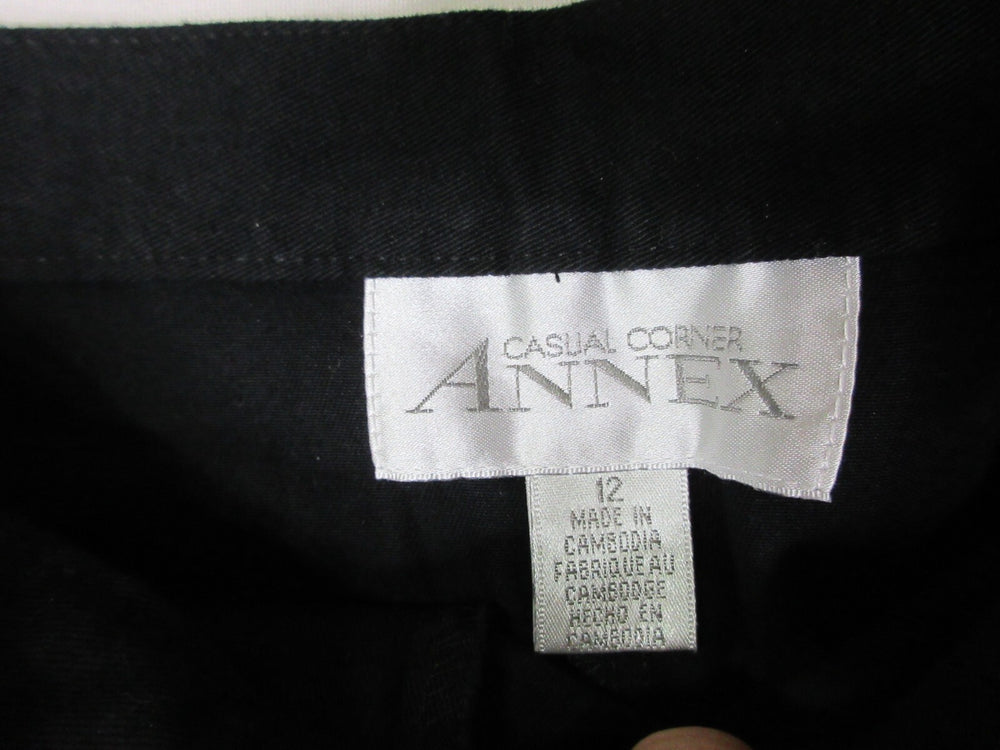 CASUAL CORNER
ANNEX
12
MADE IN
CAMBODIA
FABRIQUE AU
CAMBODGE
HECHO EN
CAMBODIA